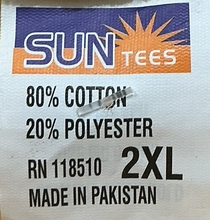 SUN
TEES
80% COTTON
20% POLYESTER
RN 118510 2XL
MADE IN PAKISTAN